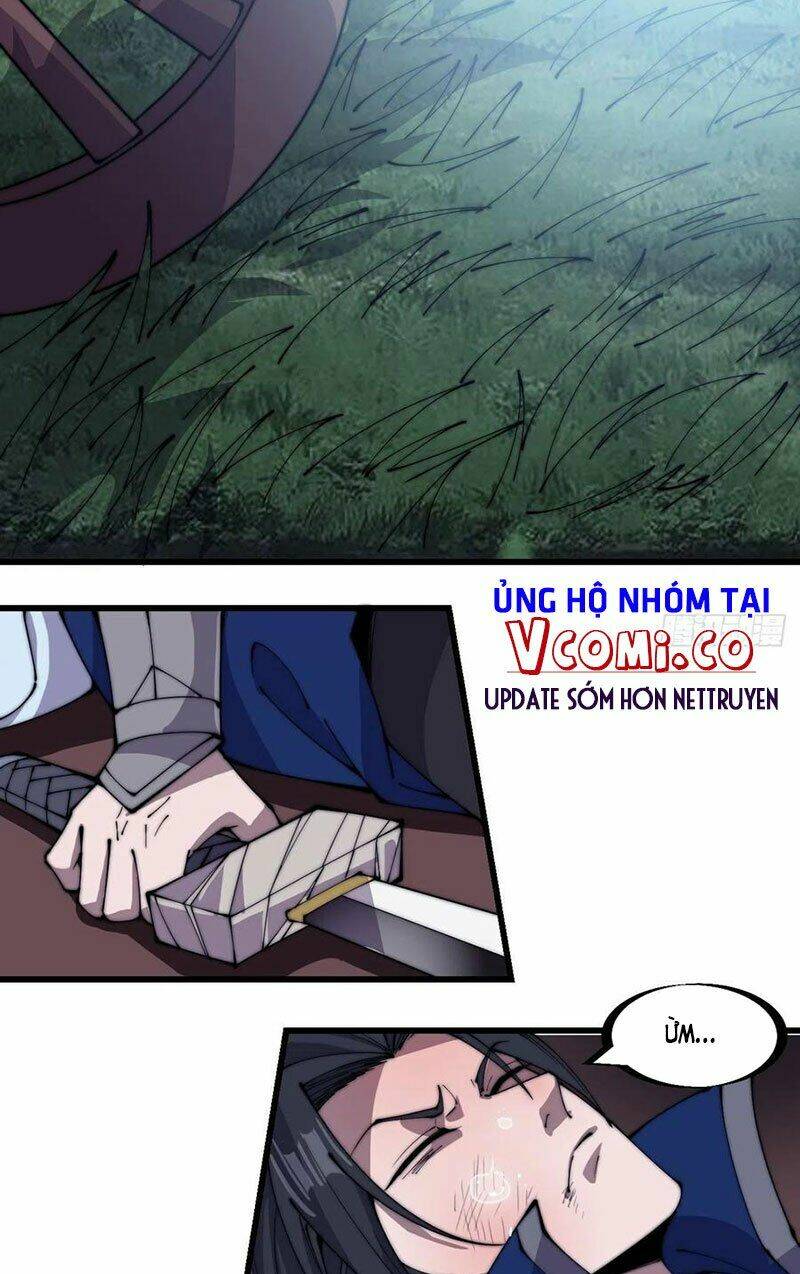 ỦNG HỘ NHÓM TẠI
VCOMI.CO
UPDATE SỚM HƠN NETTRUYEN
ỪM...